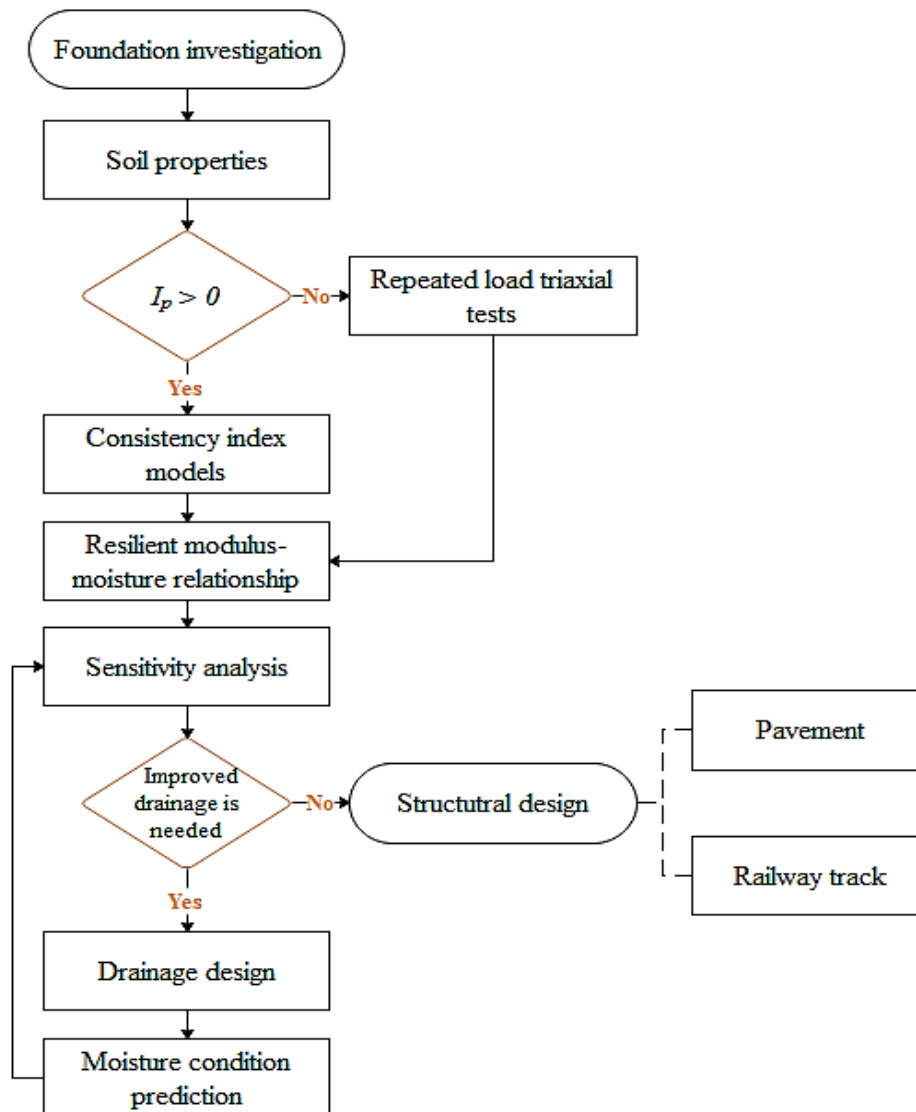 Foundation investigation
Soil properties
I_p > 0
No
Repeated load triaxial
tests
Yes
Consistency index
models
Resilient modulus-
moisture relationship
Sensitivity analysis
Improved
drainage is
needed
No
Structutral design
Pavement
Railway track
Yes
Drainage design
Moisture condition
prediction